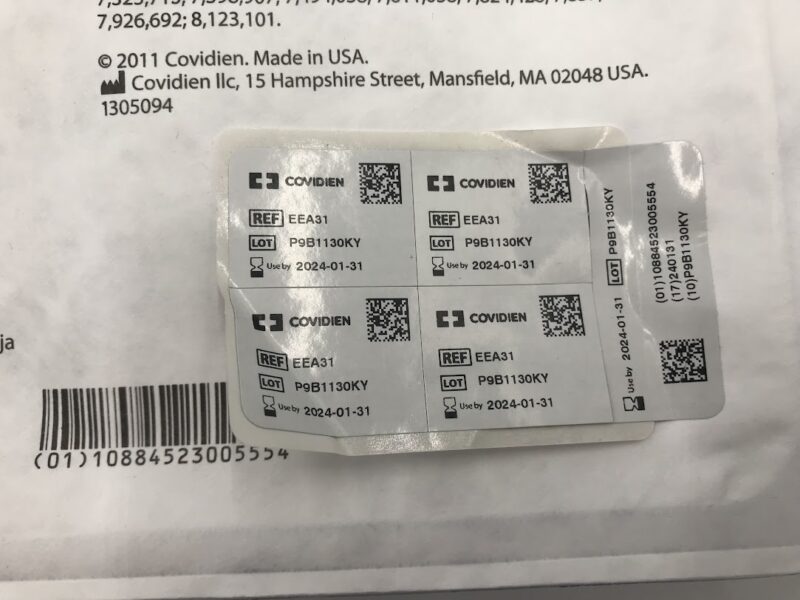 7,926,692; 8,123,101.
© 2011 Covidien. Made in USA.
Covidien llc, 15 Hampshire Street, Mansfield, MA 02048 USA.
1305094
COVIDIEN
REF EEA31
LOT P9B1130KY
Use by 2024-01-31
COVIDIEN
REF EEA31
LOT P9B1130KY
Use by 2024-01-31
COVIDIEN
REF EEA31
LOT P9B1130KY
Use by 2024-01-31
COVIDIEN
REF EEA31
LOT P9B1130KY
Use by 2024-01-31
Use by 2024-01-31 LOT P9B1130KY
(01)10884523005554
(17)240131
(10)P9B1130KY
ja
(01)10884523005554